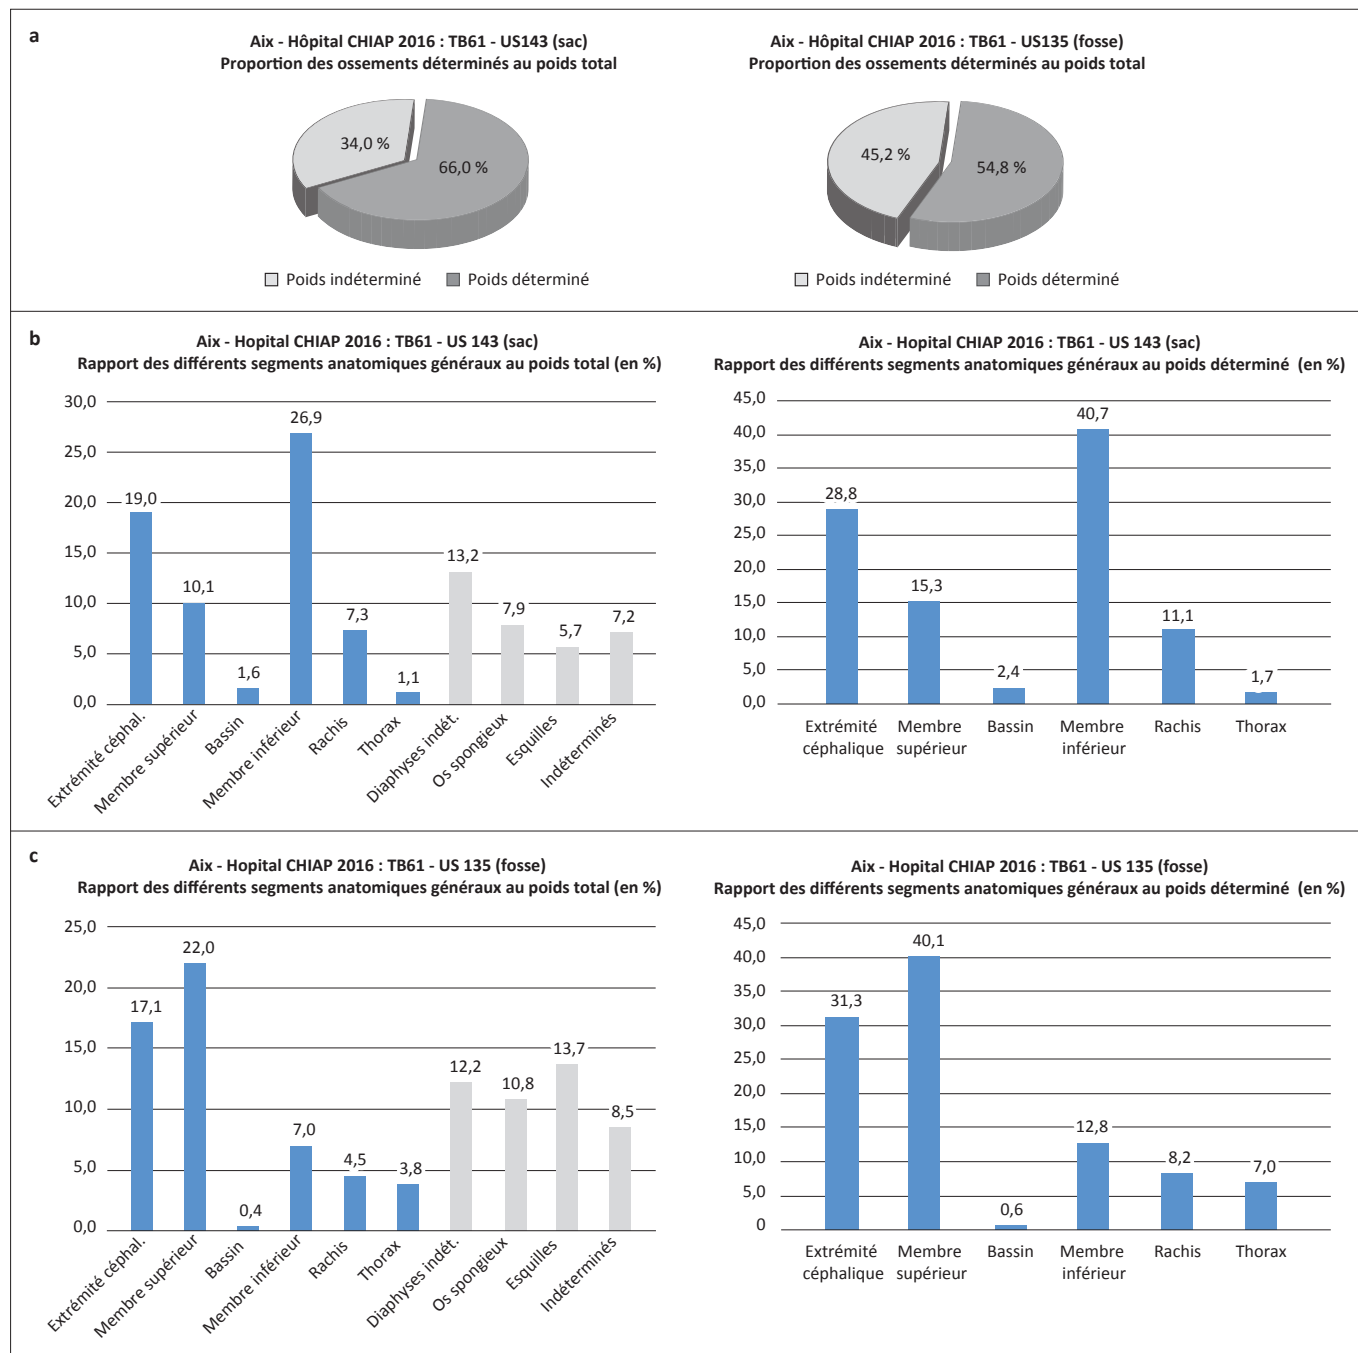 a
Aix - Hôpital CHIAP 2016 : TB61 - US143 (sac)
Proportion des ossements déterminés au poids total
34,0 %
66,0 %
Poids indéterminé
Poids déterminé
Aix - Hôpital CHIAP 2016 : TB61 - US135 (fosse)
Proportion des ossements déterminés au poids total
45,2 %
54,8 %
Poids indéterminé
Poids déterminé
b
Aix - Hopital CHIAP 2016 : TB61 - US 143 (sac)
Rapport des différents segments anatomiques généraux au poids total (en %)
30,0
25,0
20,0
15,0
10,0
5,0
0,0
19,0
10,1
1,6
26,9
7,3
1,1
13,2
7,9
5,7
7,2
Extrémité céphal.
Membre supérieur
Bassin
Membre inférieur
Rachis
Thorax
Diaphyses indét.
Os spongieux
Esquilles
Indéterminés
Aix - Hopital CHIAP 2016 : TB61 - US 143 (sac)
Rapport des différents segments anatomiques généraux au poids déterminé (en %)
45,0
40,0
35,0
30,0
25,0
20,0
15,0
10,0
5,0
0,0
28,8
15,3
2,4
40,7
11,1
1,7
Extrémité
céphalique
Membre
supérieur
Bassin
Membre
inférieur
Rachis
Thorax
c
Aix - Hopital CHIAP 2016 : TB61 - US 135 (fosse)
Rapport des différents segments anatomiques généraux au poids total (en %)
25,0
20,0
15,0
10,0
5,0
0,0
17,1
22,0
0,4
7,0
4,5
3,8
12,2
10,8
13,7
8,5
Extrémité céphal.
Membre supérieur
Bassin
Membre inférieur
Rachis
Thorax
Diaphyses indét.
Os spongieux
Esquilles
Indéterminés
Aix - Hopital CHIAP 2016 : TB61 - US 135 (fosse)
Rapport des différents segments anatomiques généraux au poids déterminé (en %)
45,0
40,0
35,0
30,0
25,0
20,0
15,0
10,0
5,0
0
31,3
40,1
0,6
12,8
8,2
7,0
Extrémité
céphalique
Membre
supérieur
Bassin
Membre
inférieur
Rachis
Thorax